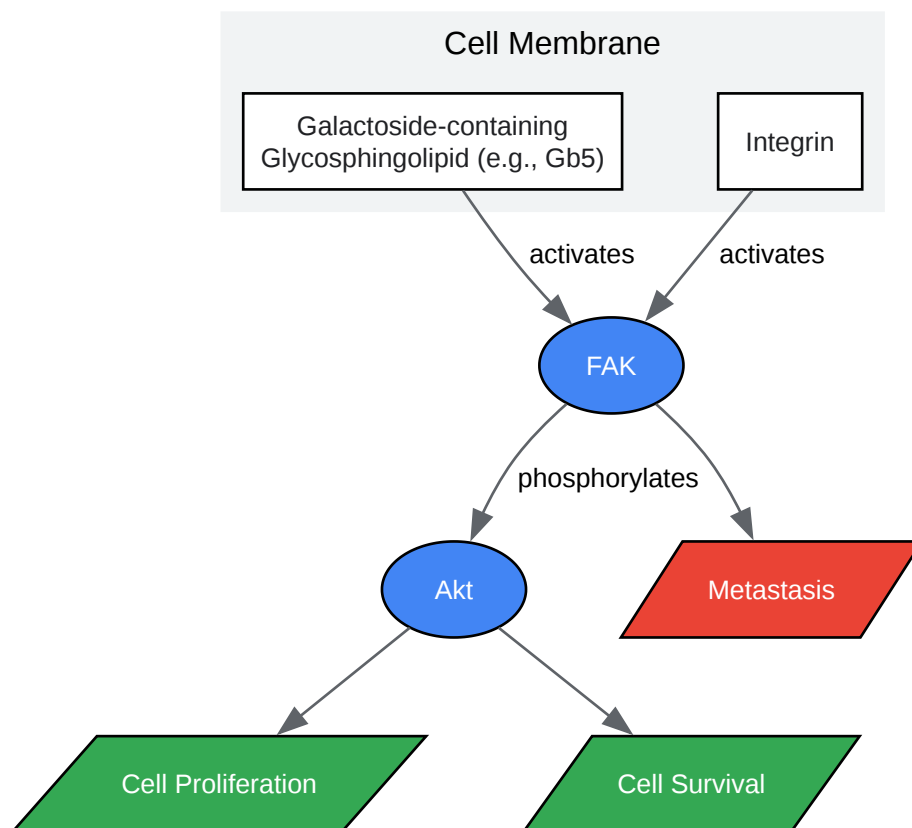 Cell Membrane
Galactoside-containing
Glycosphingolipid (e.g., Gb5)
Integrin
activates
activates
FAK
phosphorylates
Akt
Metastasis
Cell Proliferation
Cell Survival